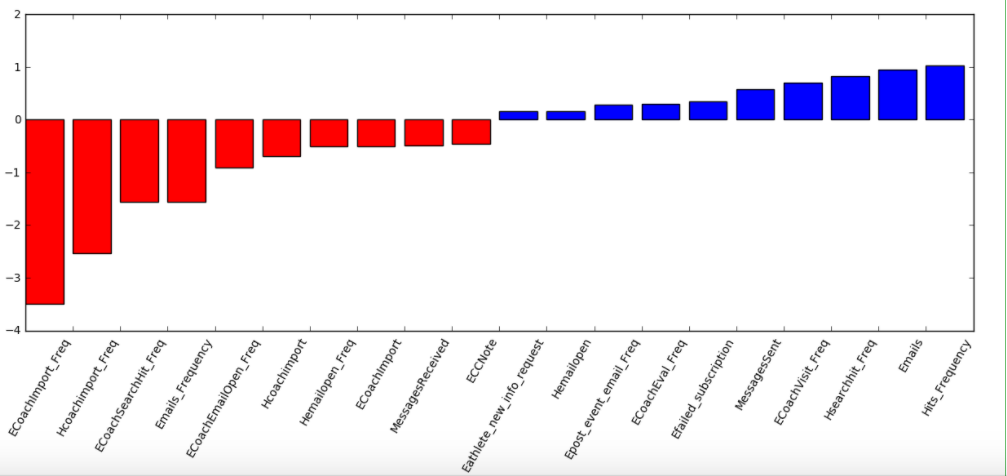 2
1
0
−1
−2
−3
−4
ECoachImport_Freq
HcoachImport_Freq
ECoachSearchHit_Freq
Emails_Frequency
ECoachEmailOpen_Freq
HcoachImport
Hemailopen_Freq
ECoachImport
MessagesReceived
ECCNote
Eathlete_new_info_request
Hemailopen
Epost_event_email_Freq
ECoachEval_Freq
Efailed_subscription
MessagesSent
ECoachVisit_Freq
Hsearchhit_Freq
Emails
Hits_Frequency